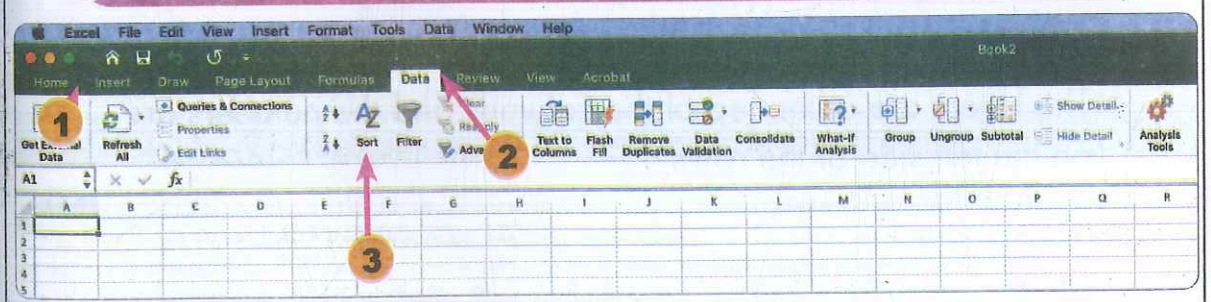 Excel File Edit View Insert Format Tools Data Window Help
Book2
Home Insert Draw Page Layout Formulas Data Review View Acrobat
Get External Data
Refresh All
Queries & Connections
Properties
Edit Links
Sort
Filter
Clear
Reapply
Text to Columns
Flash Fill
Remove Duplicates
Data Validation
Consolidate
What-If Analysis
Group
Ungroup
Subtotal
Show Detail
Hide Detail
Analysis Tools
1
2
3
A1 fx
A B C D E F G H I J K L M N O P Q R
1
2
3
4
5